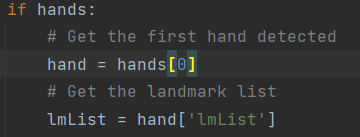 if hands:
    # Get the first hand detected
    hand = hands[0]
    # Get the landmark list
    lmList = hand['lmList']